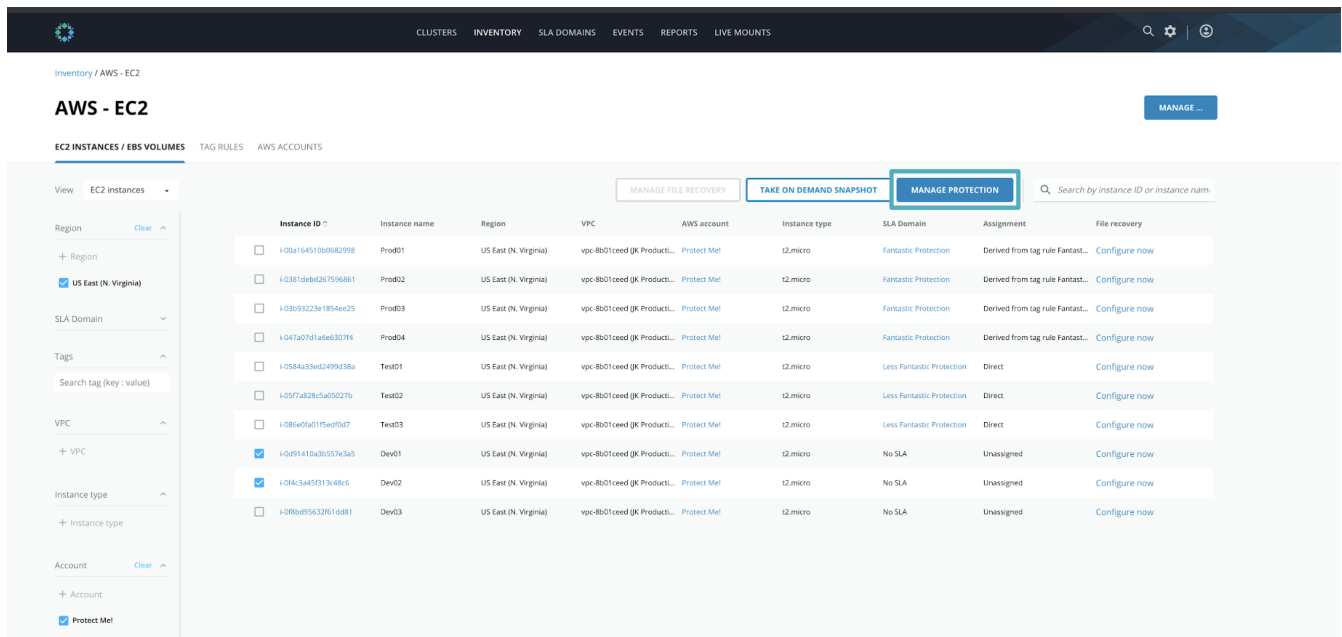 CLUSTERS INVENTORY SLA DOMAINS EVENTS REPORTS LIVE MOUNTS
Inventory / AWS - EC2
AWS - EC2
MANAGE ...
EC2 INSTANCES / EBS VOLUMES TAG RULES AWS ACCOUNTS
View EC2 instances
MANAGE FILE RECOVERY TAKE ON DEMAND SNAPSHOT MANAGE PROTECTION Search by instance ID or instance nam
Region Clear
+ Region
US East (N. Virginia)
SLA Domain
Tags
Search tag (key : value)
VPC
+ VPC
Instance type
+ Instance type
Account Clear
+ Account
Protect Me!
Instance ID Instance name Region VPC AWS account Instance type SLA Domain Assignment File recovery
i-00a164510b0682998 Prod01 US East (N. Virginia) vpc-8b01ceed (JK Producti... Protect Me! t2.micro Fantastic Protection Derived from tag rule Fantast... Configure now
i-0381debd267596861 Prod02 US East (N. Virginia) vpc-8b01ceed (JK Producti... Protect Me! t2.micro Fantastic Protection Derived from tag rule Fantast... Configure now
i-03b93223e1854ee25 Prod03 US East (N. Virginia) vpc-8b01ceed (JK Producti... Protect Me! t2.micro Fantastic Protection Derived from tag rule Fantast... Configure now
i-047a07d1a6e6307f4 Prod04 US East (N. Virginia) vpc-8b01ceed (JK Producti... Protect Me! t2.micro Fantastic Protection Derived from tag rule Fantast... Configure now
i-0584a33ed2499d38a Test01 US East (N. Virginia) vpc-8b01ceed (JK Producti... Protect Me! t2.micro Less Fantastic Protection Direct Configure now
i-05f7a828c5a05027b Test02 US East (N. Virginia) vpc-8b01ceed (JK Producti... Protect Me! t2.micro Less Fantastic Protection Direct Configure now
i-086e0fa01f5edf0d7 Test03 US East (N. Virginia) vpc-8b01ceed (JK Producti... Protect Me! t2.micro Less Fantastic Protection Direct Configure now
i-0d91410a3b557e3a5 Dev01 US East (N. Virginia) vpc-8b01ceed (JK Producti... Protect Me! t2.micro No SLA Unassigned Configure now
i-0f4c3a45f313c48c6 Dev02 US East (N. Virginia) vpc-8b01ceed (JK Producti... Protect Me! t2.micro No SLA Unassigned Configure now
i-0f8bd95632f61dd81 Dev03 US East (N. Virginia) vpc-8b01ceed (JK Producti... Protect Me! t2.micro No SLA Unassigned Configure now